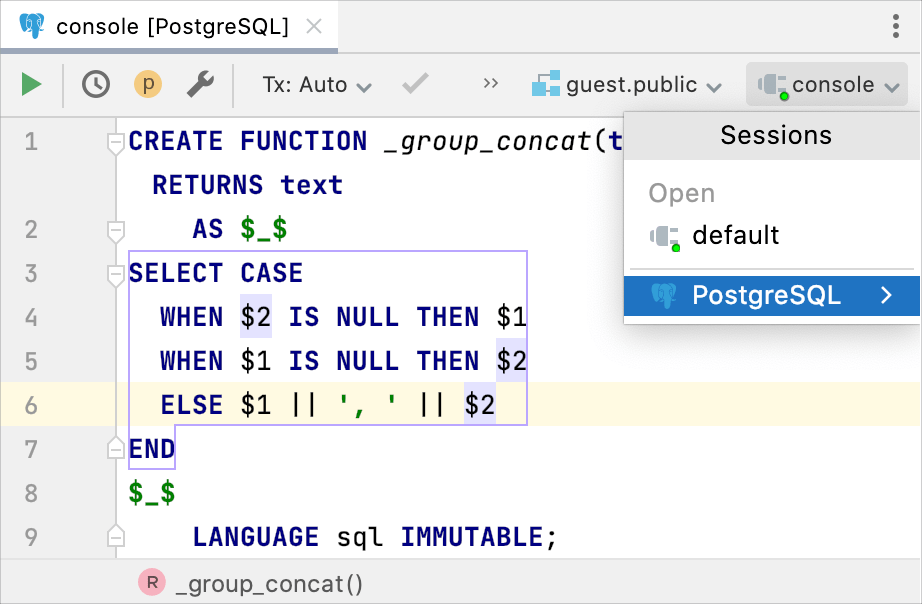 console [PostgreSQL]
p Tx: Auto guest.public console
Sessions
Open
default
PostgreSQL
1 CREATE FUNCTION _group_concat(t
RETURNS text
2 AS $_$
3 SELECT CASE
4 WHEN $2 IS NULL THEN $1
5 WHEN $1 IS NULL THEN $2
6 ELSE $1 || ', ' || $2
7 END
8 $_$
9 LANGUAGE sql IMMUTABLE;
R _group_concat()